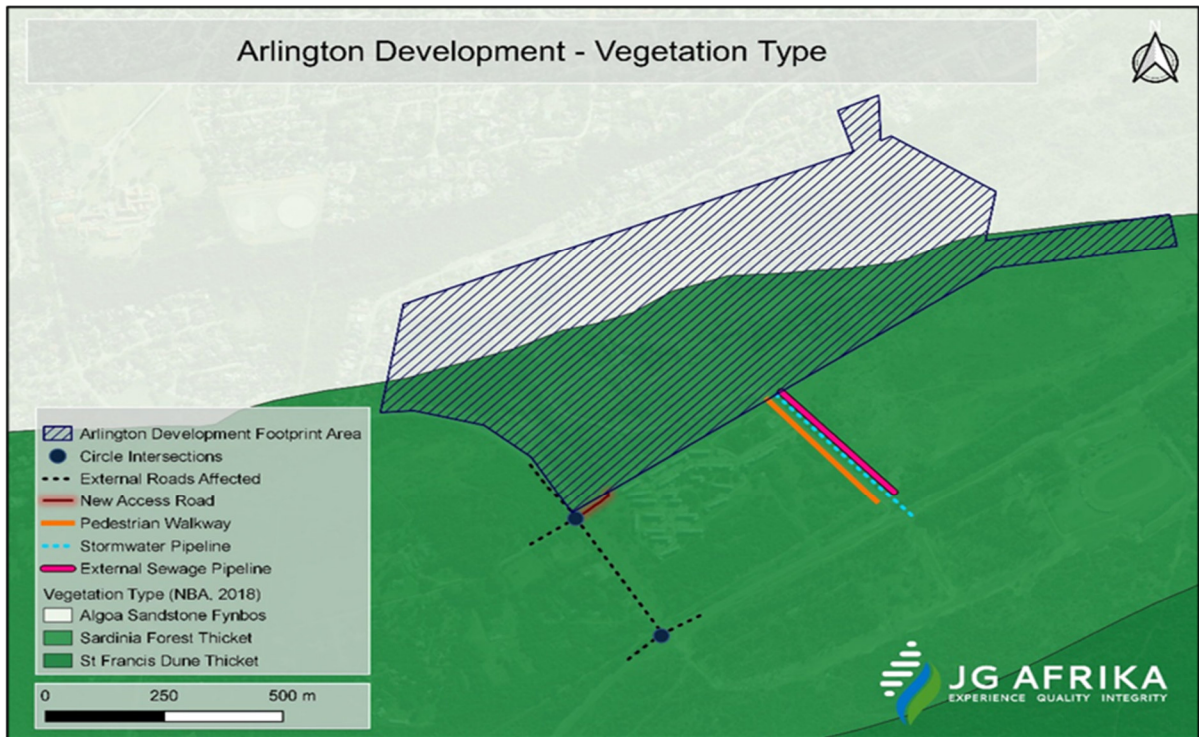 Arlington Development - Vegetation Type
N
Arlington Development Footprint Area
Circle Intersections
External Roads Affected
New Access Road
Pedestrian Walkway
Stormwater Pipeline
External Sewage Pipeline
Vegetation Type (NBA, 2018)
Algoa Sandstone Fynbos
Sardinia Forest Thicket
St Francis Dune Thicket
0 250 500 m
JG AFRIKA
EXPERIENCE QUALITY INTEGRITY